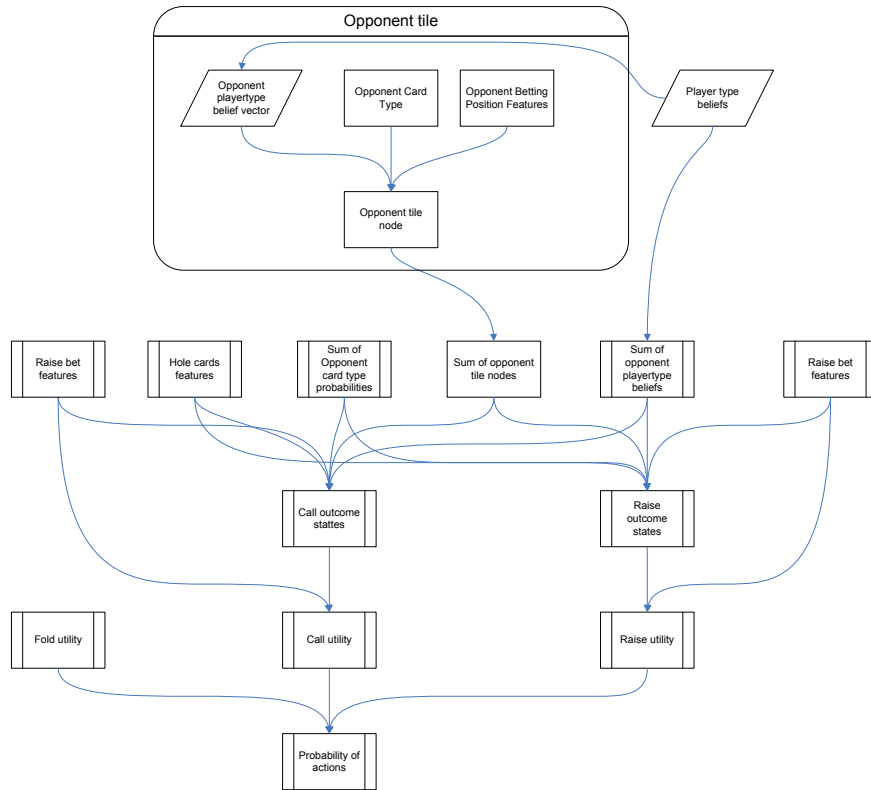 Opponent tile
Opponent
playertype
belief vector
Opponent Card
Type
Opponent Betting
Position Features
Player type
beliefs
Opponent tile
node
Raise bet
features
Hole cards
features
Sum of
Opponent
card type
probabilities
Sum of opponent
tile nodes
Sum of
opponent
playertype
beliefs
Raise bet
features
Call outcome
stattes
Raise
outcome
states
Fold utility
Call utility
Raise utility
Probability of
actions